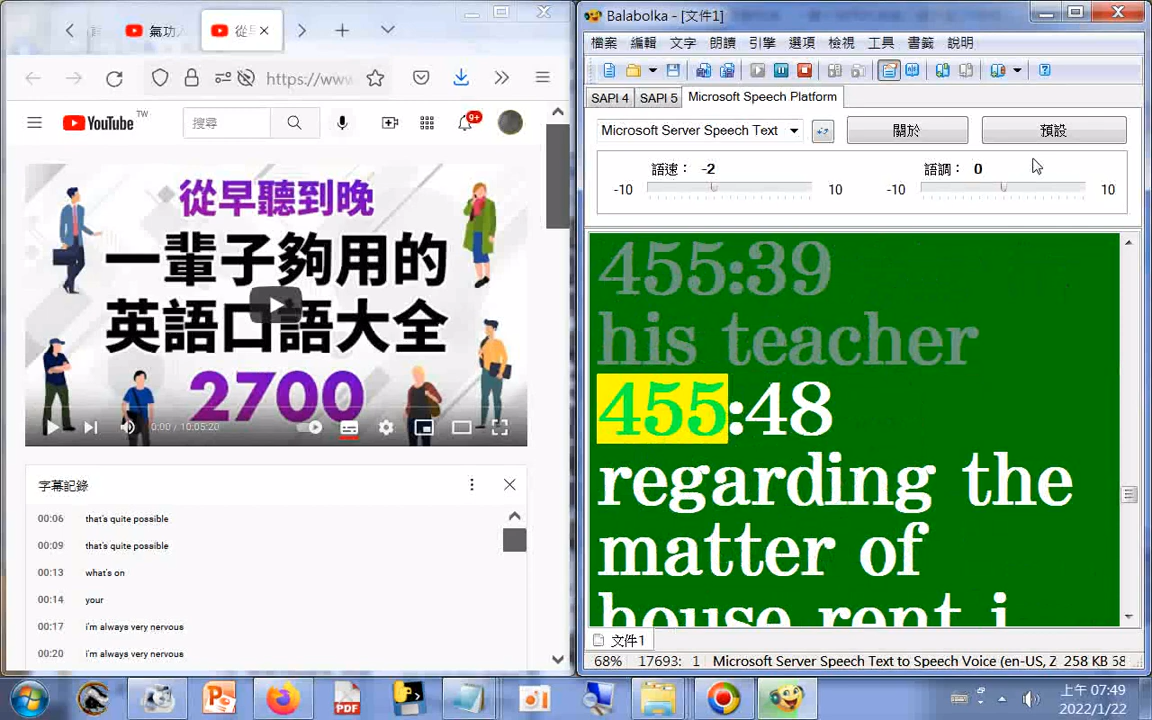 氣功
從
https://www
YouTube TW
搜尋
9+
從早聽到晚
一輩子夠用的
英語口語大全
2700
0:00 / 10:05:20
字幕記錄
00:06 that's quite possible
00:09 that's quite possible
00:13 what's on
00:14 your
00:17 i'm always very nervous
00:20 i'm always very nervous
Balabolka - [文件1]
檔案 編輯 文字 朗讀 引擎 選項 檢視 工具 書籤 說明
SAPI 4 SAPI 5 Microsoft Speech Platform
Microsoft Server Speech Text 關於 預設
語速： -2 語調： 0
-10 10 -10 10
455:39
his teacher
455:48
regarding the
matter of
house rent i
文件1
68% 17693: 1 Microsoft Server Speech Text to Speech Voice (en-US, Z 258 KB 58
PDF
上午 07:49
2022/1/22